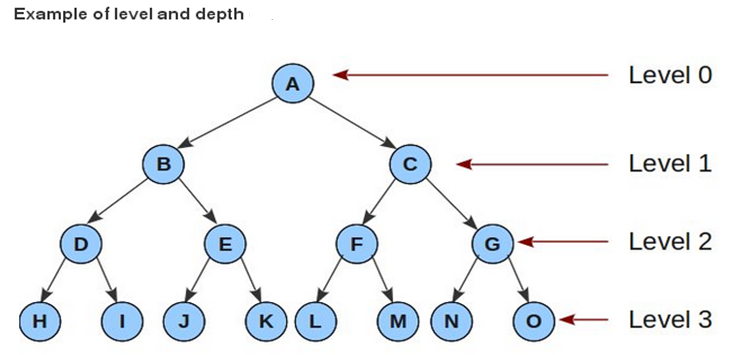 Example of level and depth
A
Level 0
B
C
Level 1
D
E
F
G
Level 2
H
I
J
K
L
M
N
O
Level 3